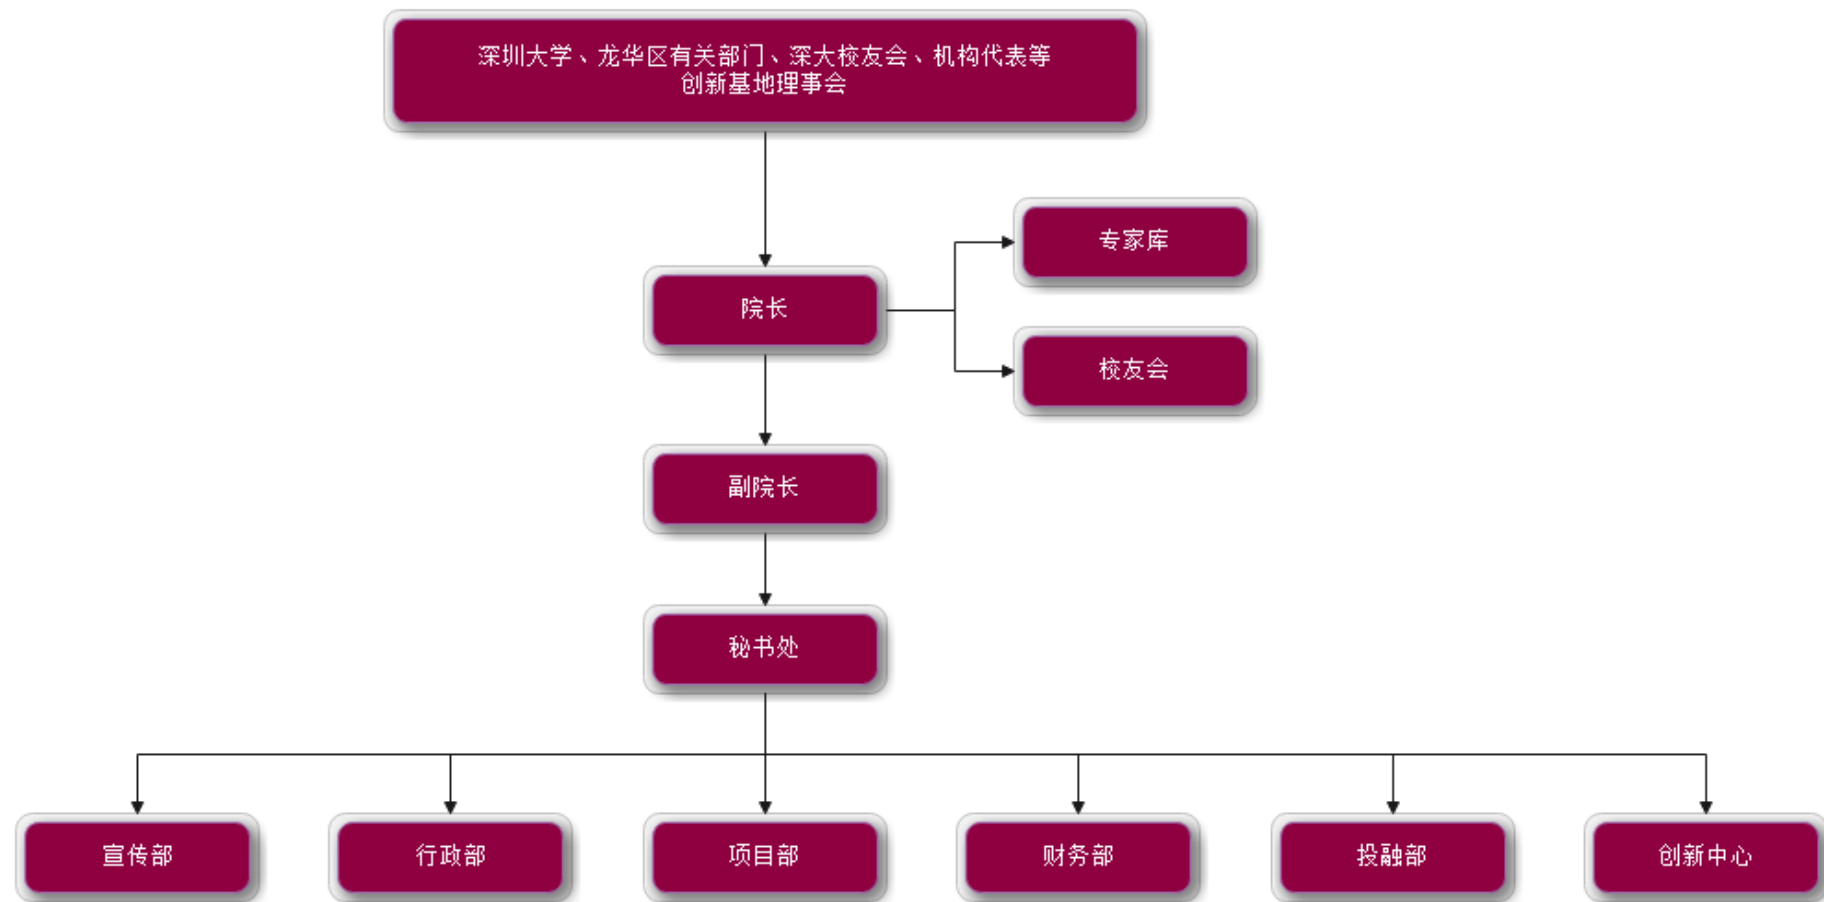 深圳大学、龙华区有关部门、深大校友会、机构代表等
创新基地理事会
专家库
院长
校友会
副院长
秘书处
宣传部
行政部
项目部
财务部
投融部
创新中心